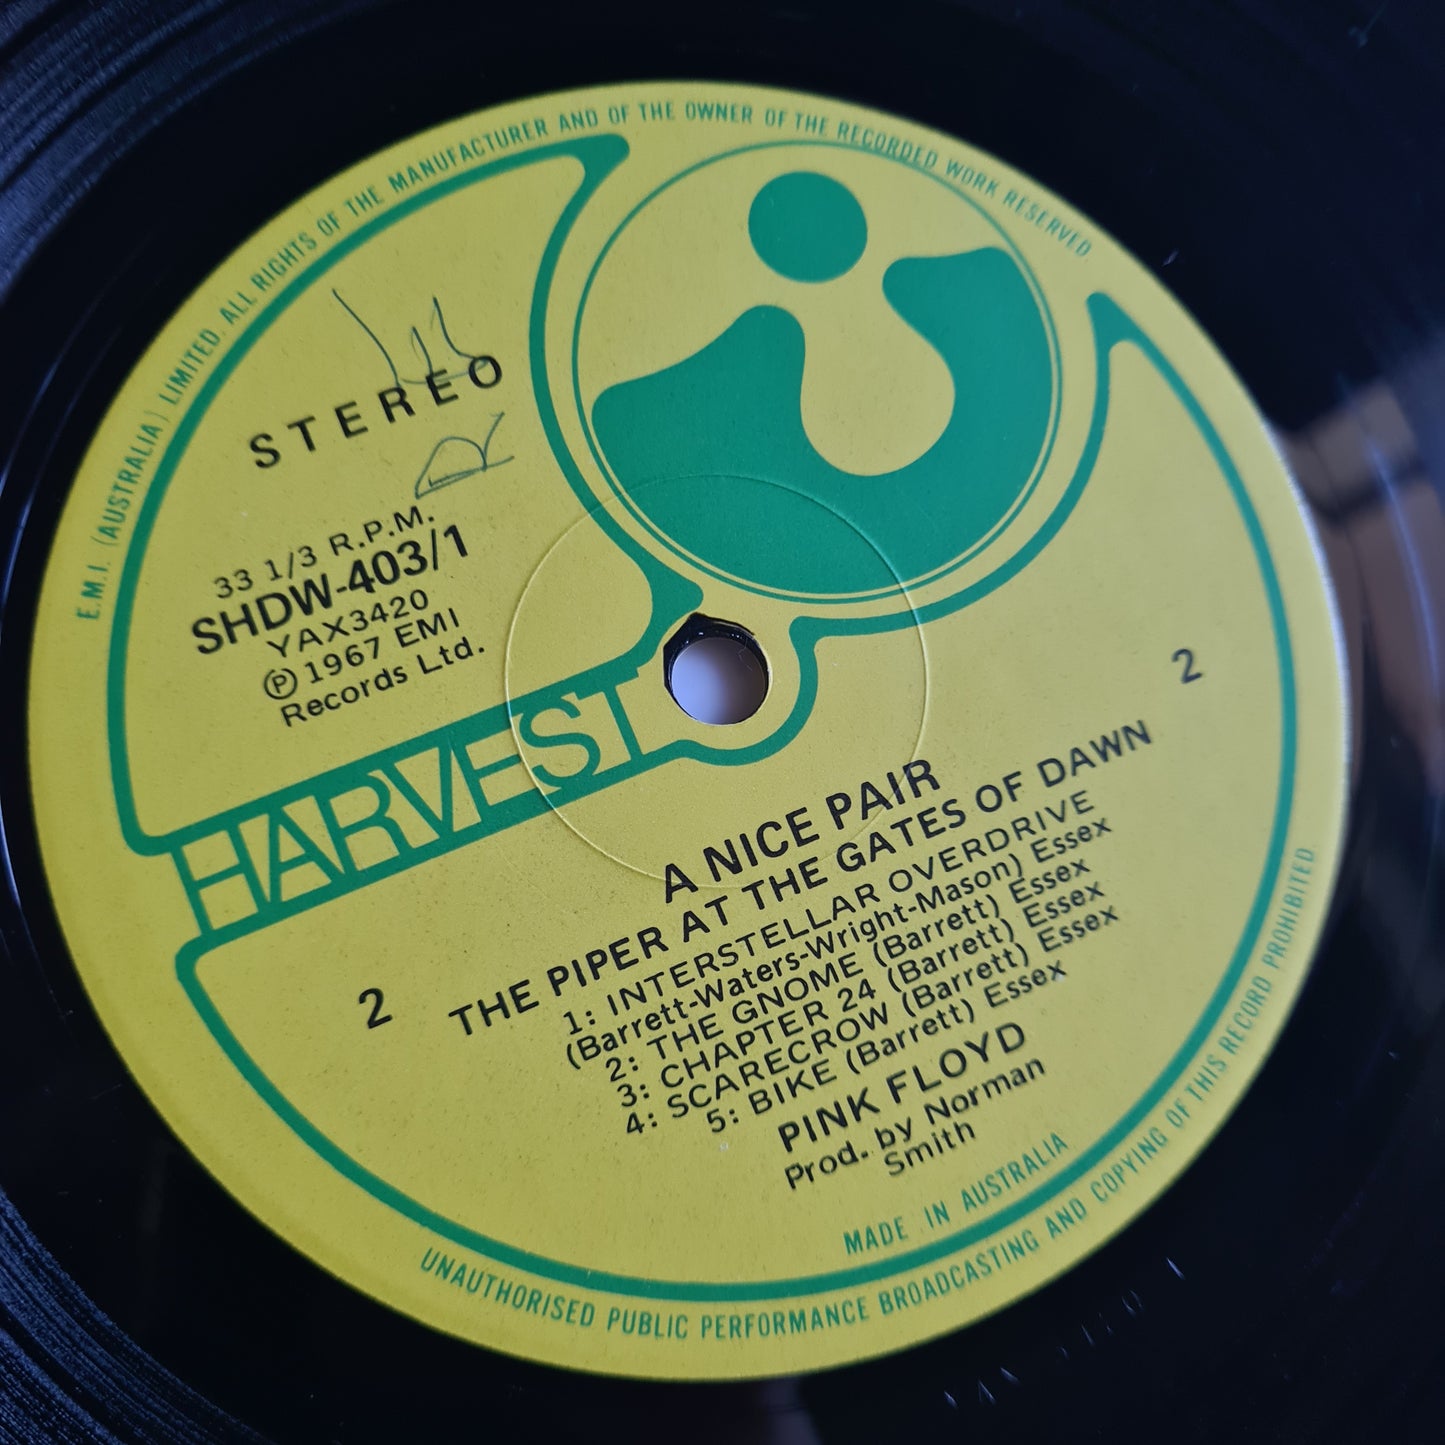 E.M.I. (AUSTRALIA) LIMITED. ALL RIGHTS OF THE MANUFACTURER AND OF THE OWNER OF THE RECORDED WORK RESERVED.
STEREO
33 1/3 R.P.M.
SHDW-403/1
YAX3420
Ⓟ1967 EMI
Records Ltd.
HARVEST
2
2
A NICE PAIR
THE PIPER AT THE GATES OF DAWN
1: INTERSTELLAR OVERDRIVE
(Barrett-Waters-Wright-Mason) Essex
2: THE GNOME (Barrett) Essex
3: CHAPTER 24 (Barrett) Essex
4: SCARECROW (Barrett) Essex
5: BIKE (Barrett) Essex
PINK FLOYD
Prod. by Norman
Smith
MADE IN AUSTRALIA
UNAUTHORISED PUBLIC PERFORMANCE BROADCASTING AND COPYING OF THIS RECORD PROHIBITED.